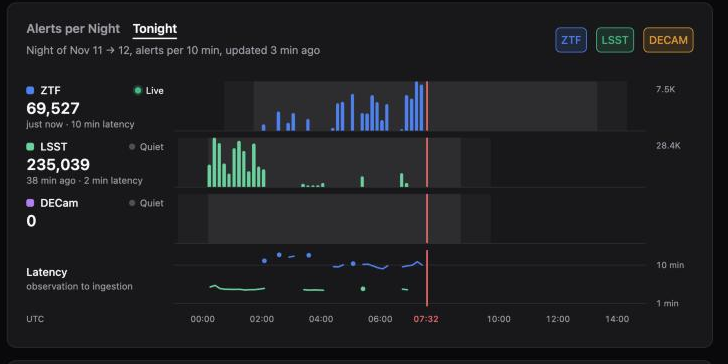 Alerts per Night Tonight
Night of Nov 11 → 12, alerts per 10 min, updated 3 min ago
ZTF LSST DECAM
ZTF Live
69,527
just now · 10 min latency
7.5K
LSST Quiet
235,039
38 min ago · 2 min latency
28.4K
DECam Quiet
0
Latency
observation to ingestion
10 min
1 min
UTC 00:00 02:00 04:00 06:00 07:32 10:00 12:00 14:00